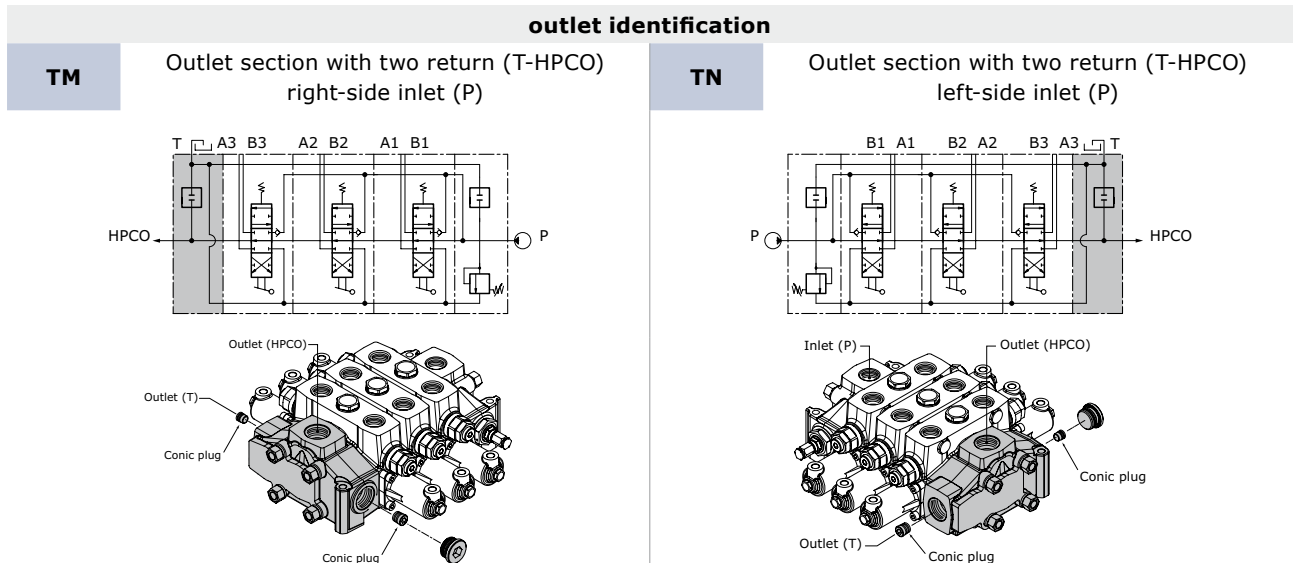 outlet identification
TM
Outlet section with two return (T-HPCO)
right-side inlet (P)
T A3 B3 A2 B2 A1 B1
HPCO P
Outlet (HPCO)
Outlet (T)
Conic plug
Conic plug
TN
Outlet section with two return (T-HPCO)
left-side inlet (P)
B1 A1 B2 A2 B3 A3 T
P HPCO
Inlet (P) Outlet (HPCO)
Conic plug
Outlet (T)
Conic plug